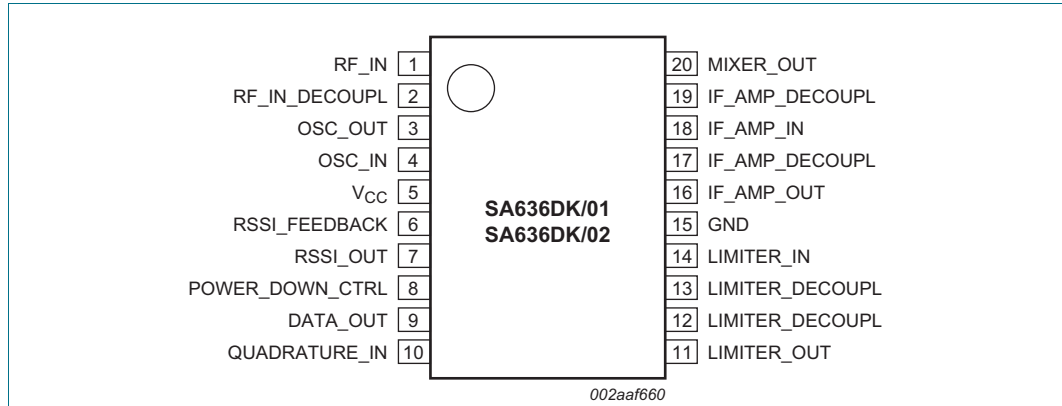 RF_IN 1
RF_IN_DECOUPL 2
OSC_OUT 3
OSC_IN 4
VCC 5
RSSI_FEEDBACK 6
RSSI_OUT 7
POWER_DOWN_CTRL 8
DATA_OUT 9
QUADRATURE_IN 10
SA636DK/01
SA636DK/02
20 MIXER_OUT
19 IF_AMP_DECOUPL
18 IF_AMP_IN
17 IF_AMP_DECOUPL
16 IF_AMP_OUT
15 GND
14 LIMITER_IN
13 LIMITER_DECOUPL
12 LIMITER_DECOUPL
11 LIMITER_OUT
002aaf660